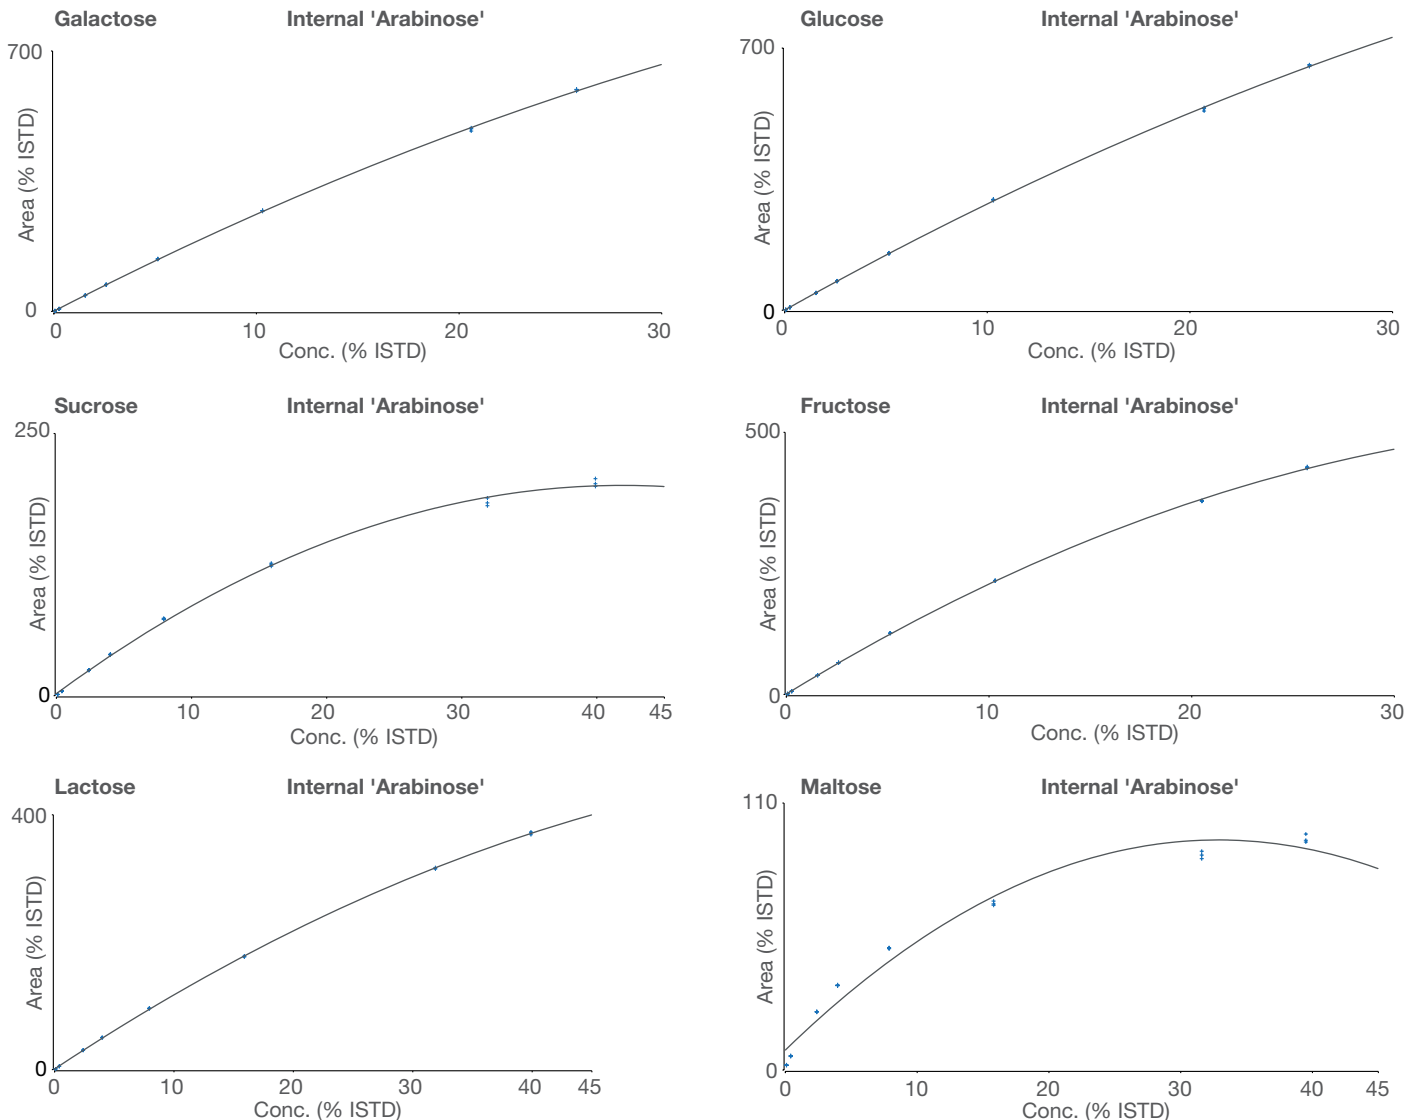 Galactose Internal 'Arabinose'
700
Area (% ISTD)
0
0 10 20 30
Conc. (% ISTD)
Glucose Internal 'Arabinose'
700
Area (% ISTD)
0
0 10 20 30
Conc. (% ISTD)
Sucrose Internal 'Arabinose'
250
Area (% ISTD)
0
0 10 20 30 40 45
Conc. (% ISTD)
Fructose Internal 'Arabinose'
500
Area (% ISTD)
0
0 10 20 30
Conc. (% ISTD)
Lactose Internal 'Arabinose'
400
Area (% ISTD)
0
0 10 20 30 40 45
Conc. (% ISTD)
Maltose Internal 'Arabinose'
110
Area (% ISTD)
0
0 10 20 30 40 45
Conc. (% ISTD)